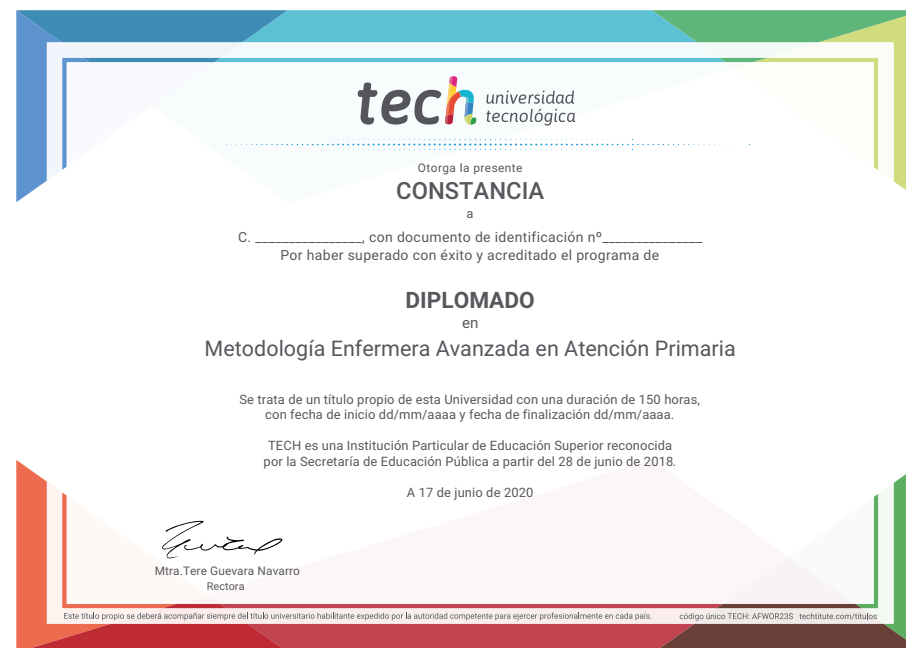 tech universidad
tecnológica
Otorga la presente
CONSTANCIA
a
C. ________________, con documento de identificación nº_______________
Por haber superado con éxito y acreditado el programa de
DIPLOMADO
en
Metodología Enfermera Avanzada en Atención Primaria
Se trata de un título propio de esta Universidad con una duración de 150 horas,
con fecha de inicio dd/mm/aaaa y fecha de finalización dd/mm/aaaa.
TECH es una Institución Particular de Educación Superior reconocida
por la Secretaría de Educación Pública a partir del 28 de junio de 2018.
A 17 de junio de 2020
Mtra.Tere Guevara Navarro
Rectora
Este título propio se deberá acompañar siempre del título universitario habilitante expedido por la autoridad competente para ejercer profesionalmente en cada país. código único TECH: AFWOR23S techtitute.com/titulos